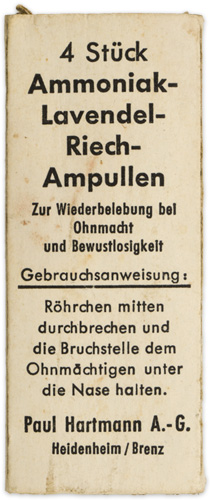 4 Stück
Ammoniak-
Lavendel-
Riech-
Ampullen
Zur Wiederbelebung bei
Ohnmacht
und Bewustlosigkeit
Gebrauchsanweisung:
Röhrchen mitten
durchbrechen und
die Bruchstelle dem
Ohnmächtigen unter
die Nase halten.
Paul Hartmann A.-G.
Heidenheim/Brenz